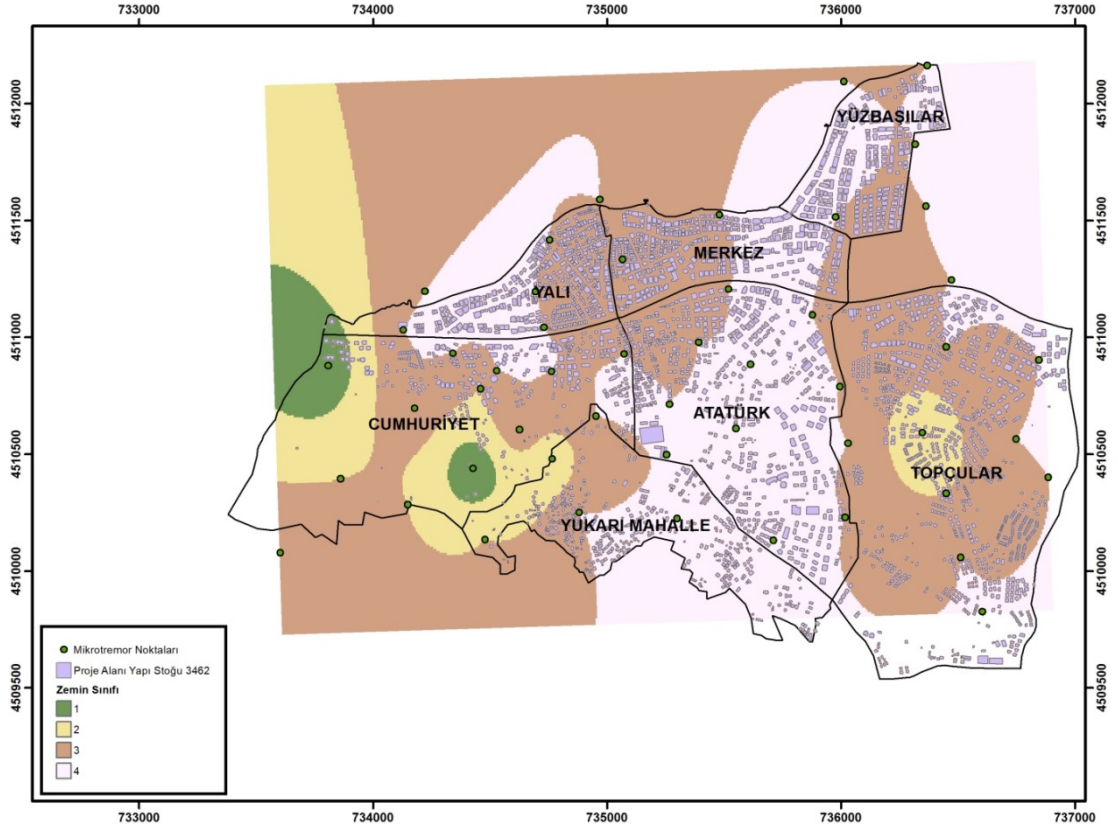 733000
734000
735000
736000
737000
4512000
4512000
YÜZBAŞILAR
4511500
4511500
MERKEZ
YALI
4511000
4511000
ATATÜRK
CUMHURİYET
4510500
4510500
TOPCULAR
YUKARI MAHALLE
4510000
4510000
Mikrotremor Noktaları
Proje Alanı Yapı Stoğu 3462
Zemin Sınıfı
1
2
3
4
4509500
4509500
733000
734000
735000
736000
737000